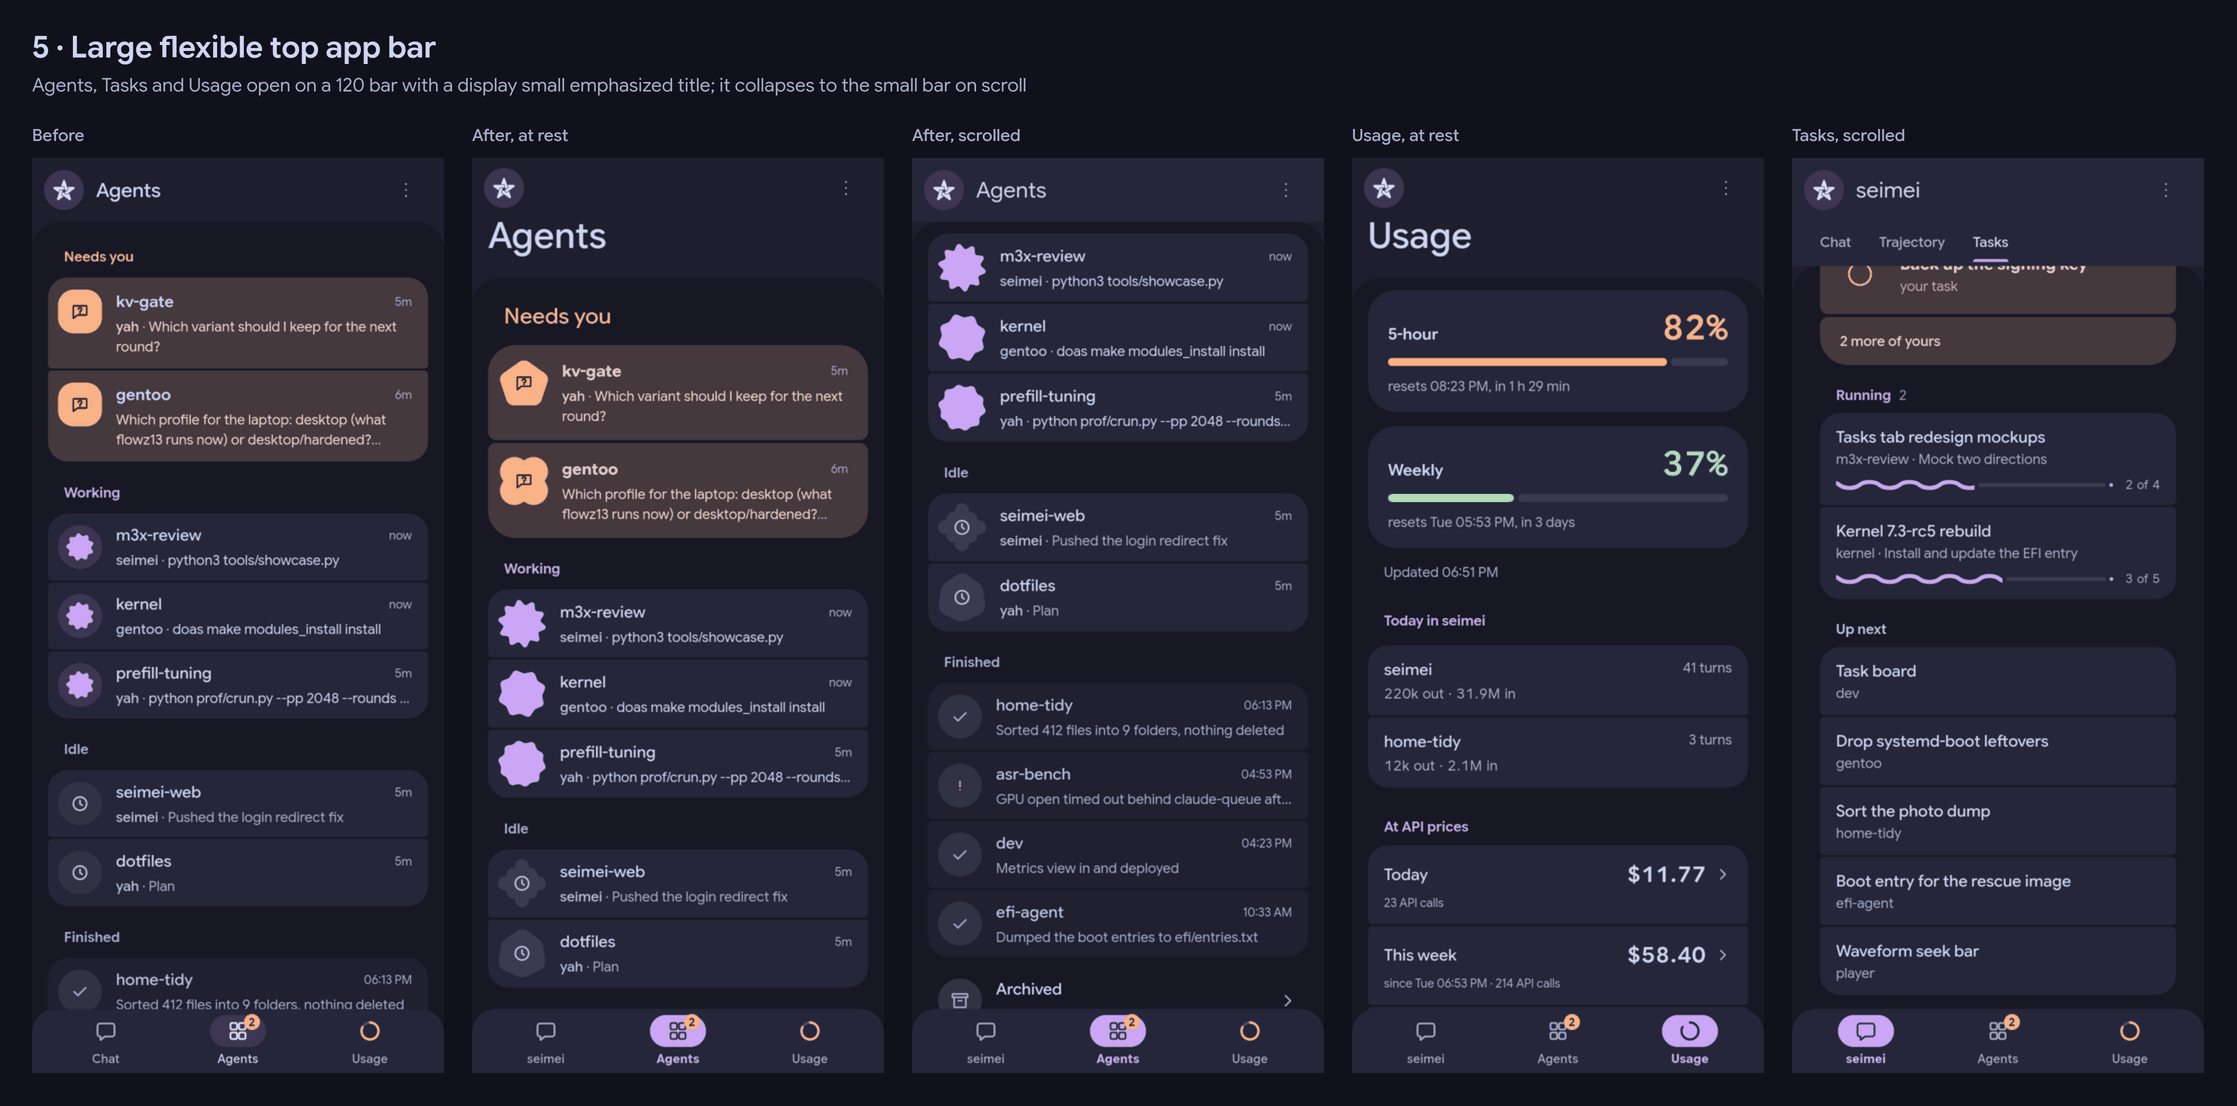 5 · Large flexible top app bar
Agents, Tasks and Usage open on a 120 bar with a display small emphasized title; it collapses to the small bar on scroll
Before
Agents
Needs you
kv-gate 5m
yah · Which variant should I keep for the next
round?
gentoo 6m
Which profile for the laptop: desktop (what
flowz13 runs now) or desktop/hardened?...
Working
m3x-review now
seimei · python3 tools/showcase.py
kernel now
gentoo · doas make modules_install install
prefill-tuning 5m
yah · python prof/crun.py --pp 2048 --rounds ...
Idle
seimei-web 5m
seimei · Pushed the login redirect fix
dotfiles 5m
yah · Plan
Finished
home-tidy 06:13 PM
Sorted 412 files into 9 folders, nothing deleted
2
Chat Agents Usage
After, at rest
Agents
Needs you
kv-gate 5m
yah · Which variant should I keep for the next
round?
gentoo 6m
Which profile for the laptop: desktop (what
flowz13 runs now) or desktop/hardened?...
Working
m3x-review now
seimei · python3 tools/showcase.py
kernel now
gentoo · doas make modules_install install
prefill-tuning 5m
yah · python prof/crun.py --pp 2048 --rounds...
Idle
seimei-web 5m
seimei · Pushed the login redirect fix
dotfiles 5m
yah · Plan
2
seimei Agents Usage
After, scrolled
Agents
m3x-review now
seimei · python3 tools/showcase.py
kernel now
gentoo · doas make modules_install install
prefill-tuning 5m
yah · python prof/crun.py --pp 2048 --rounds...
Idle
seimei-web 5m
seimei · Pushed the login redirect fix
dotfiles 5m
yah · Plan
Finished
home-tidy 06:13 PM
Sorted 412 files into 9 folders, nothing deleted
asr-bench 04:53 PM
GPU open timed out behind claude-queue aft...
dev 04:23 PM
Metrics view in and deployed
efi-agent 10:33 AM
Dumped the boot entries to efi/entries.txt
Archived
2
seimei Agents Usage
Usage, at rest
Usage
5-hour 82%
resets 08:23 PM, in 1 h 29 min
Weekly 37%
resets Tue 05:53 PM, in 3 days
Updated 06:51 PM
Today in seimei
seimei 41 turns
220k out · 31.9M in
home-tidy 3 turns
12k out · 2.1M in
At API prices
Today $11.77
23 API calls
This week $58.40
since Tue 06:53 PM · 214 API calls
2
seimei Agents Usage
Tasks, scrolled
seimei
Chat Trajectory Tasks
Back up the signing key
your task
2 more of yours
Running 2
Tasks tab redesign mockups
m3x-review · Mock two directions
2 of 4
Kernel 7.3-rc5 rebuild
kernel · Install and update the EFI entry
3 of 5
Up next
Task board
dev
Drop systemd-boot leftovers
gentoo
Sort the photo dump
home-tidy
Boot entry for the rescue image
efi-agent
Waveform seek bar
player
2
seimei Agents Usage